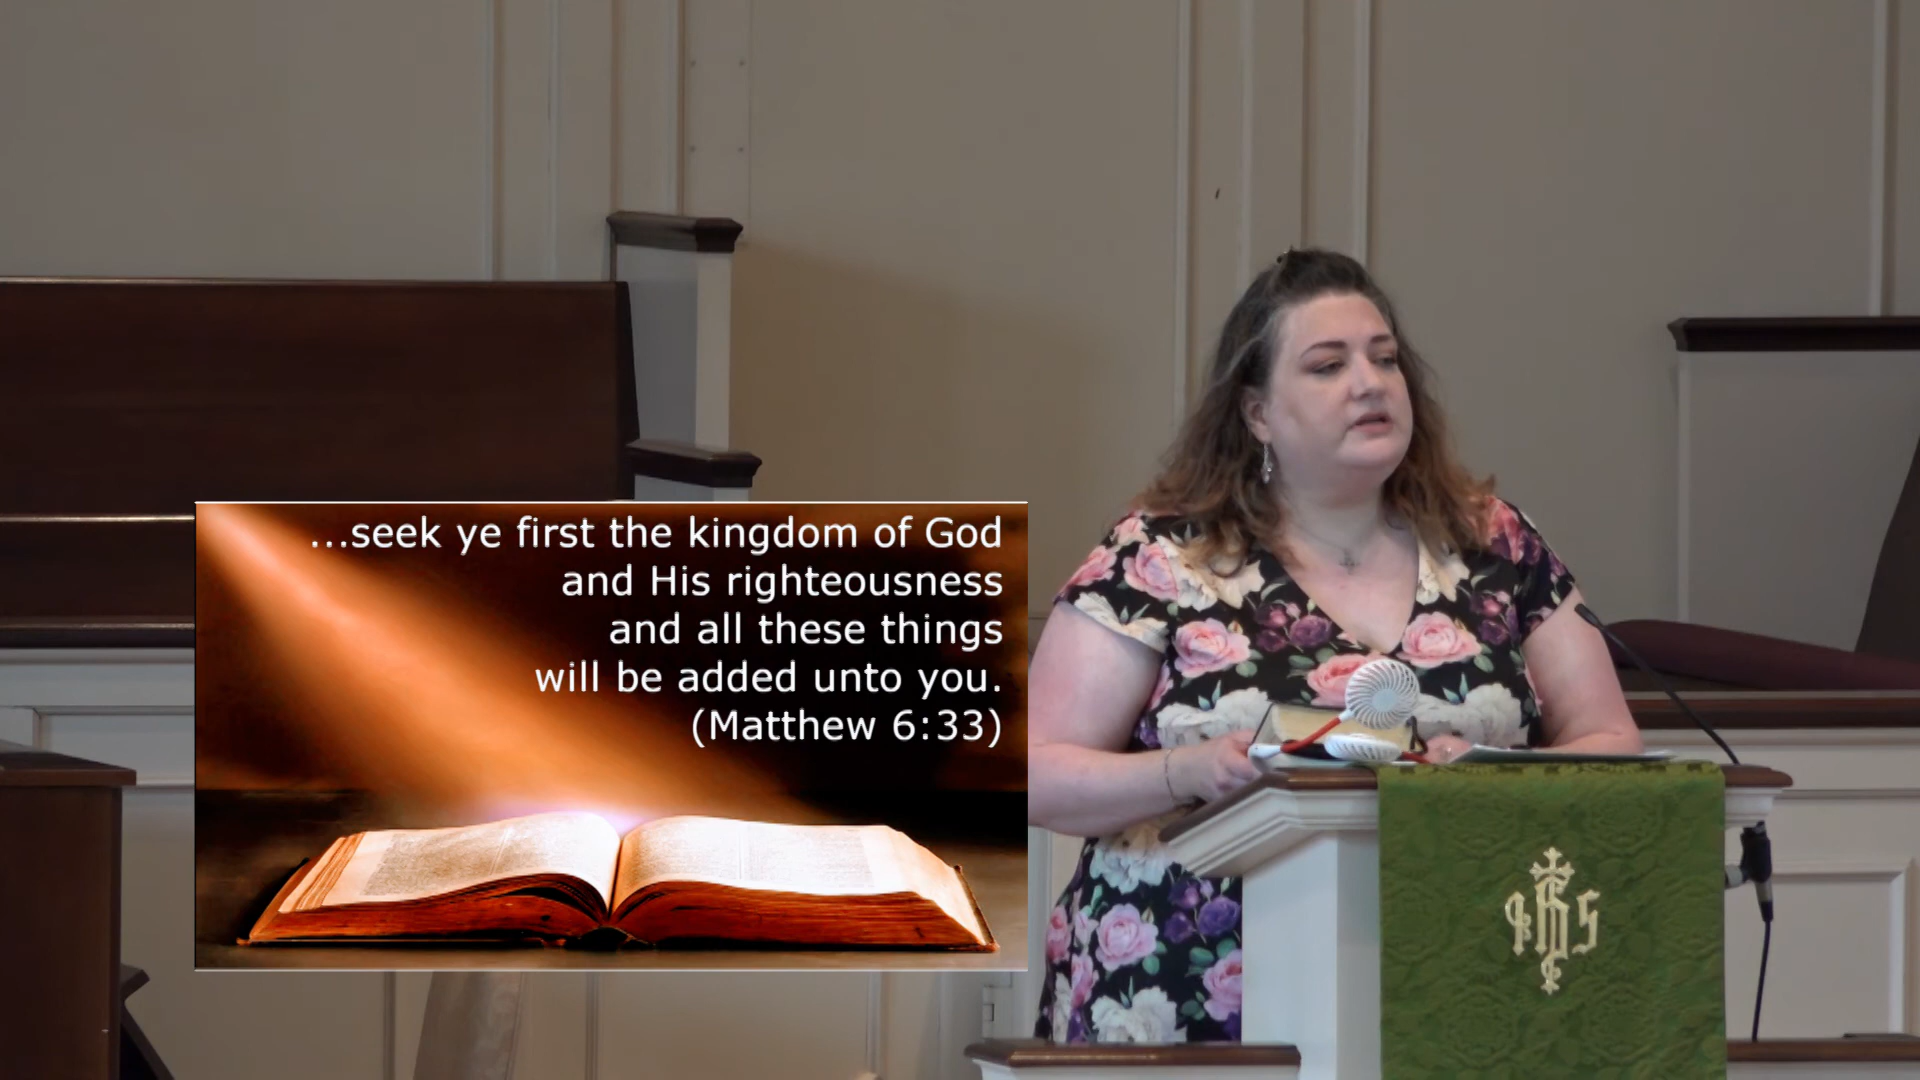 ...seek ye first the kingdom of God
and His righteousness
and all these things
will be added unto you.
(Matthew 6:33)
IHS